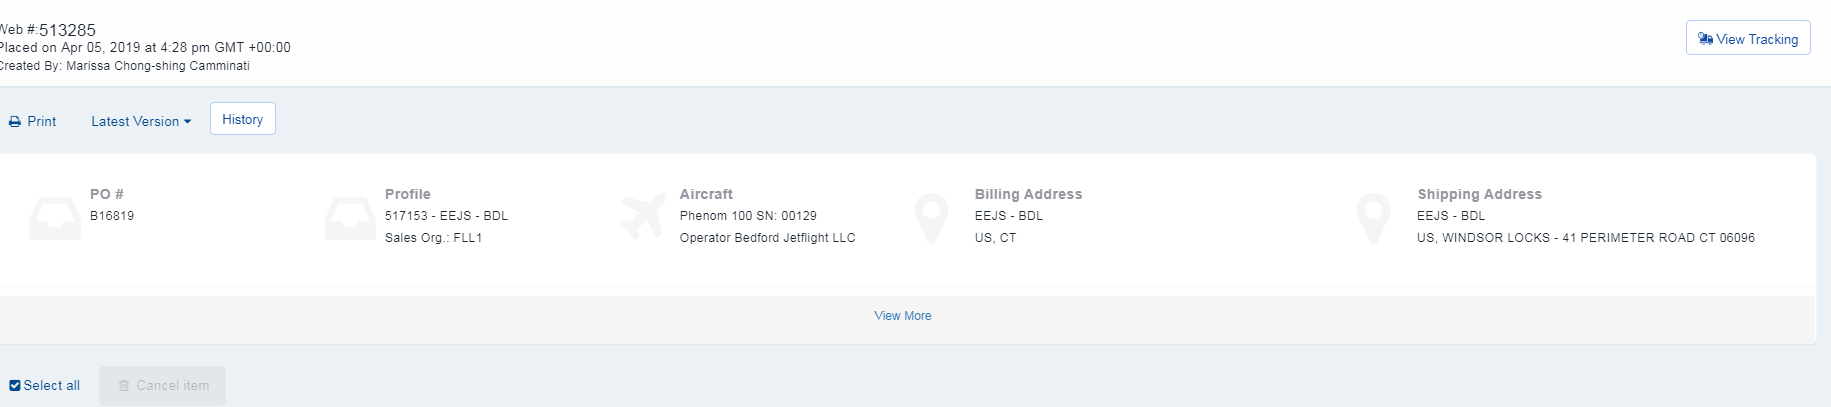 Web #:513285
Placed on Apr 05, 2019 at 4:28 pm GMT +00:00
Created By: Marissa Chong-shing Camminati
View Tracking
Print
Latest Version
History
PO #
B16819
Profile
517153 - EEJS - BDL
Sales Org.: FLL1
Aircraft
Phenom 100 SN: 00129
Operator Bedford Jetflight LLC
Billing Address
EEJS - BDL
US, CT
Shipping Address
EEJS - BDL
US, WINDSOR LOCKS - 41 PERIMETER ROAD CT 06096
View More
Select all
Cancel item